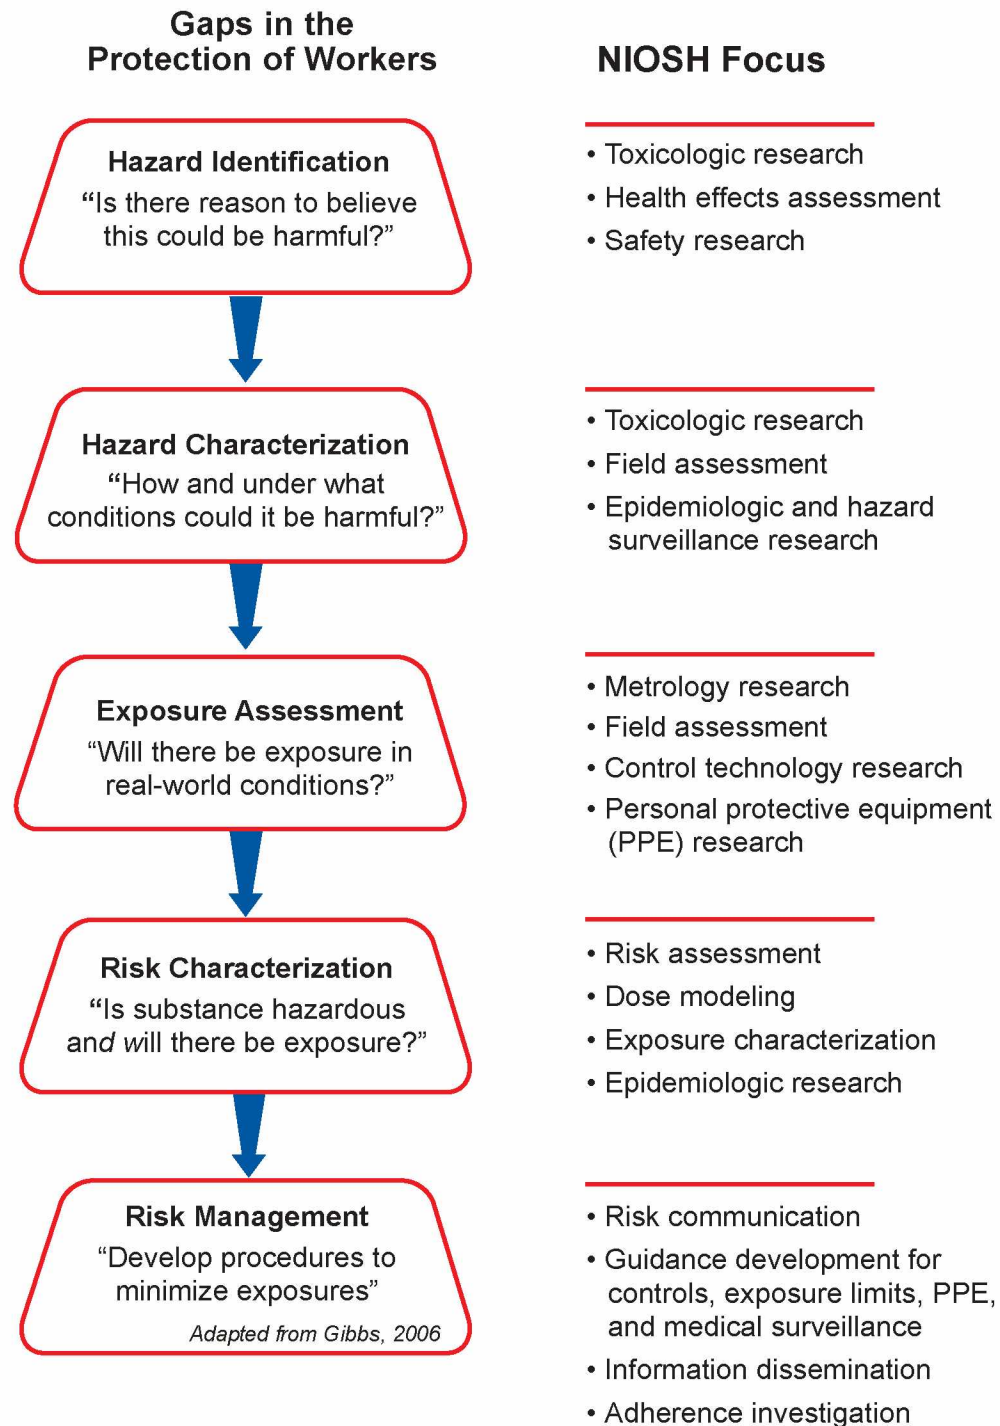 Gaps in the
Protection of Workers
NIOSH Focus
Hazard Identification
“Is there reason to believe
this could be harmful?”
• Toxicologic research
• Health effects assessment
• Safety research
Hazard Characterization
“How and under what
conditions could it be harmful?”
• Toxicologic research
• Field assessment
• Epidemiologic and hazard
surveillance research
Exposure Assessment
“Will there be exposure in
real-world conditions?”
• Metrology research
• Field assessment
• Control technology research
• Personal protective equipment
(PPE) research
Risk Characterization
“Is substance hazardous
and will there be exposure?”
• Risk assessment
• Dose modeling
• Exposure characterization
• Epidemiologic research
Risk Management
“Develop procedures to
minimize exposures”
Adapted from Gibbs, 2006
• Risk communication
• Guidance development for
controls, exposure limits, PPE,
and medical surveillance
• Information dissemination
• Adherence investigation